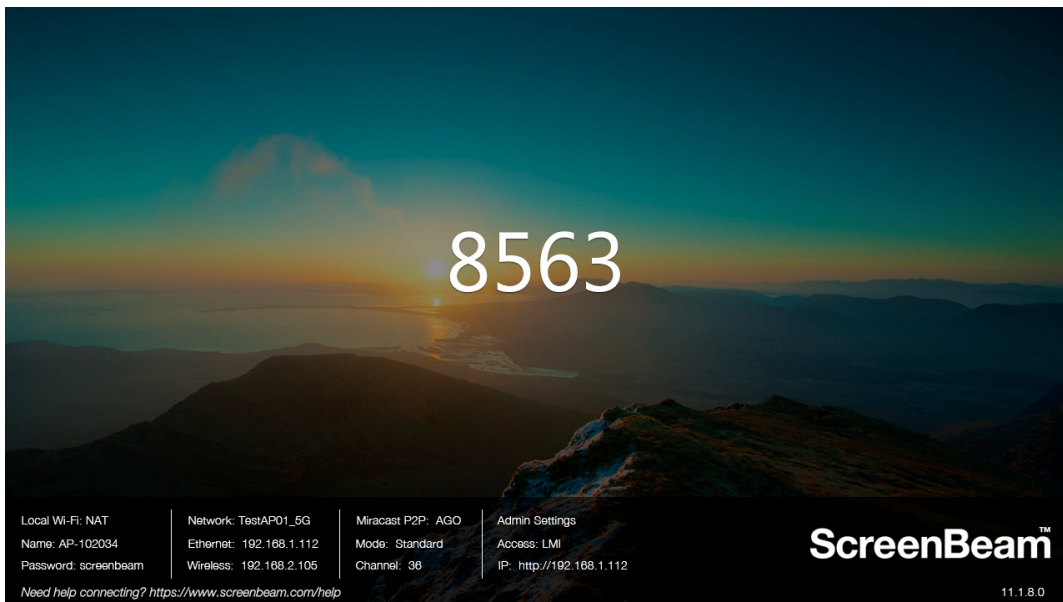 8563
Local Wi-Fi: NAT
Name: AP-102034
Password: screenbeam
Network: TestAP01_5G
Ethernet: 192.168.1.112
Wireless: 192.168.2.105
Miracast P2P: AGO
Mode: Standard
Channel: 36
Admin Settings
Access: LMI
IP: http://192.168.1.112
ScreenBeam™
Need help connecting? https://www.screenbeam.com/help
11.1.8.0